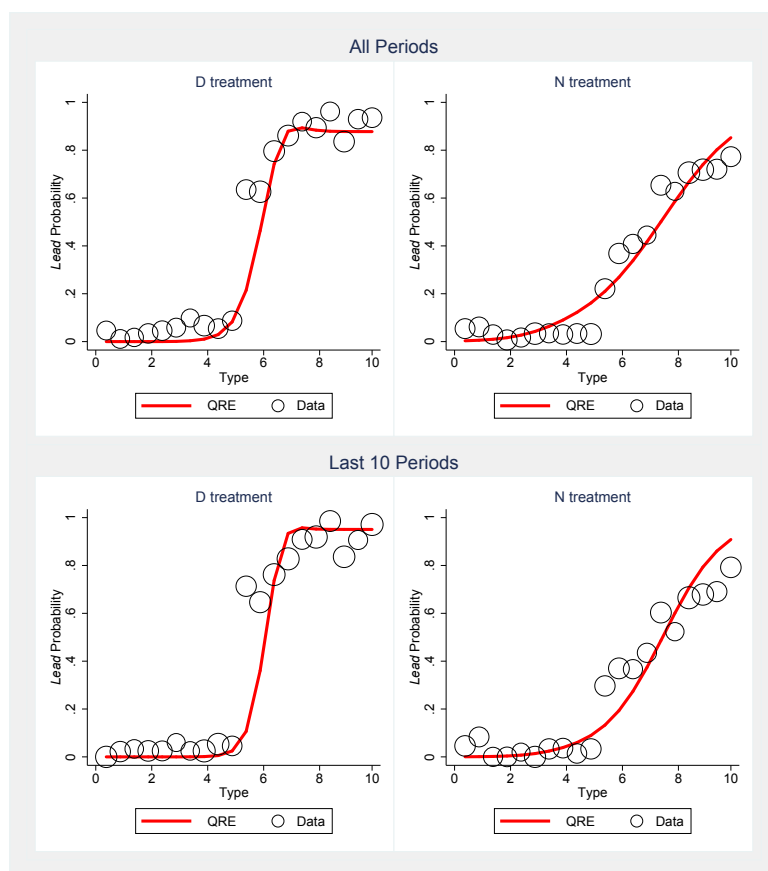 All Periods
D treatment
N treatment
Lead Probability
0 .2 .4 .6 .8 1
0 2 4 6 8 10
Type
QRE Data
Lead Probability
0 .2 .4 .6 .8 1
0 2 4 6 8 10
Type
QRE Data
Last 10 Periods
D treatment
N treatment
Lead Probability
0 .2 .4 .6 .8 1
0 2 4 6 8 10
Type
QRE Data
Lead Probability
0 .2 .4 .6 .8 1
0 2 4 6 8 10
Type
QRE Data